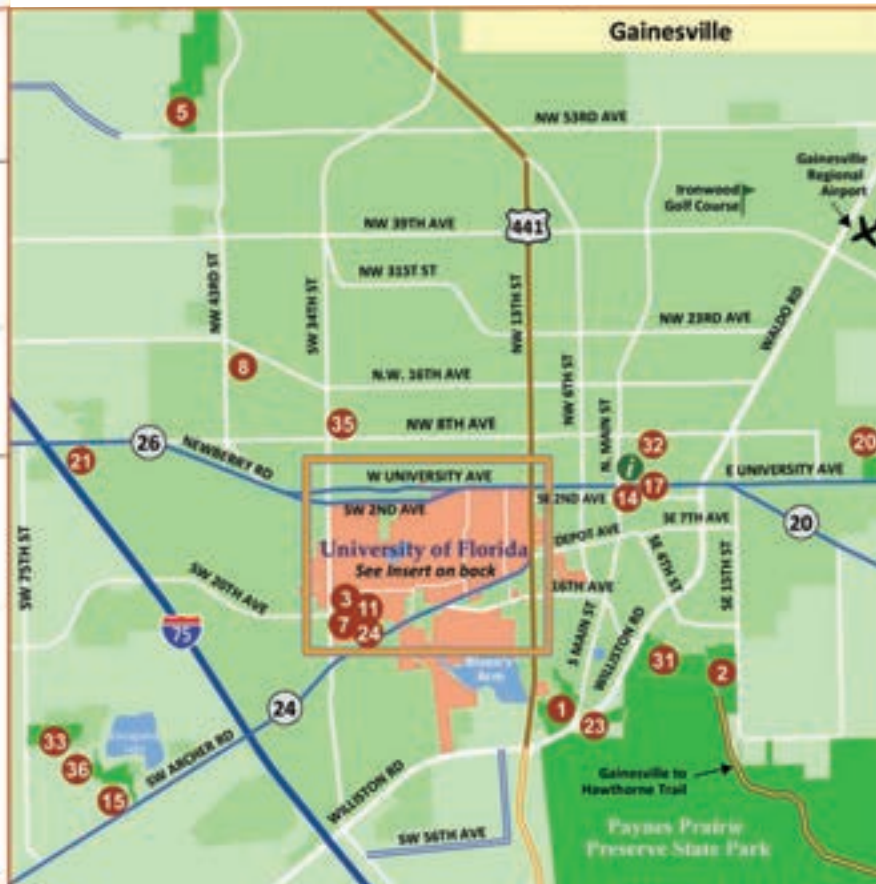 Gainesville
5
NW 53RD AVE
Gainesville
Regional
Airport
Ironwood
Golf Course
441
NW 39TH AVE
NW 31ST ST
NW 43RD ST
SW 34TH ST
NW 13TH ST
NW 23RD AVE
WALDO RD
8
N.W. 16TH AVE
NW 6TH ST
N. MAIN ST
35
NW 8TH AVE
32
20
26
NEWBERRY RD
21
W UNIVERSITY AVE
i
E UNIVERSITY AVE
17
14
SE 2ND AVE
SW 2ND AVE
SE 7TH AVE
20
DEPOT AVE
University of Florida
See Insert on back
SW 75TH ST
SW 20TH AVE
SE 4TH ST
SE 15TH ST
16TH AVE
3
11
7
24
75
S MAIN ST
WILLISTON RD
31
2
Arm
1
23
24
33
36
15
SW ARCHER RD
WILLISTON RD
SW 56TH AVE
Gainesville to
Hawthorne Trail
Paynes Prairie
Preserve State Park